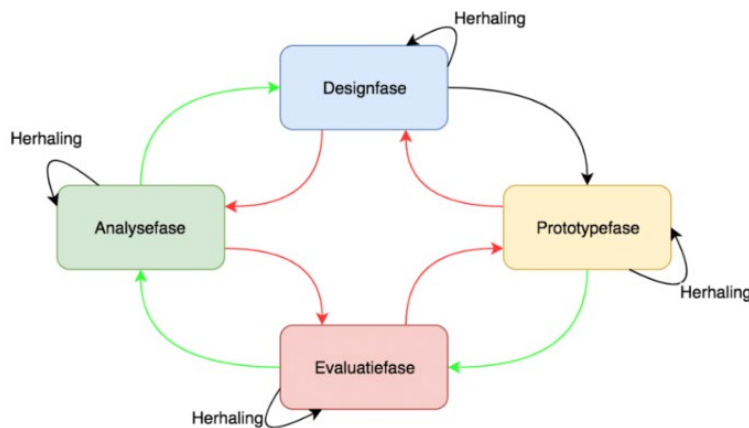 Herhaling
Designfase
Herhaling
Analysefase
Prototypefase
Herhaling
Evaluatiefase
Herhaling